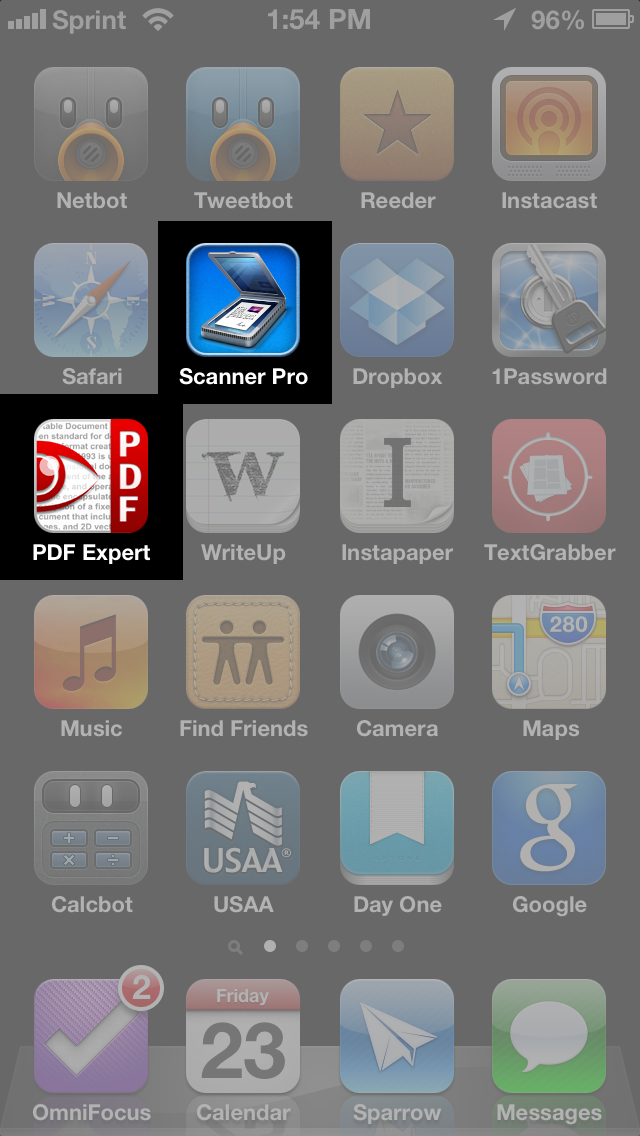 Sprint 1:54 PM 96%
Netbot Tweetbot Reeder Instacast
Safari Scanner Pro Dropbox 1Password
PDF
PDF Expert WriteUp Instapaper TextGrabber
W I
280
Music Find Friends Camera Maps
USAA®
g
Calcbot USAA Day One Google
2
Friday
23
OmniFocus Calendar Sparrow Messages